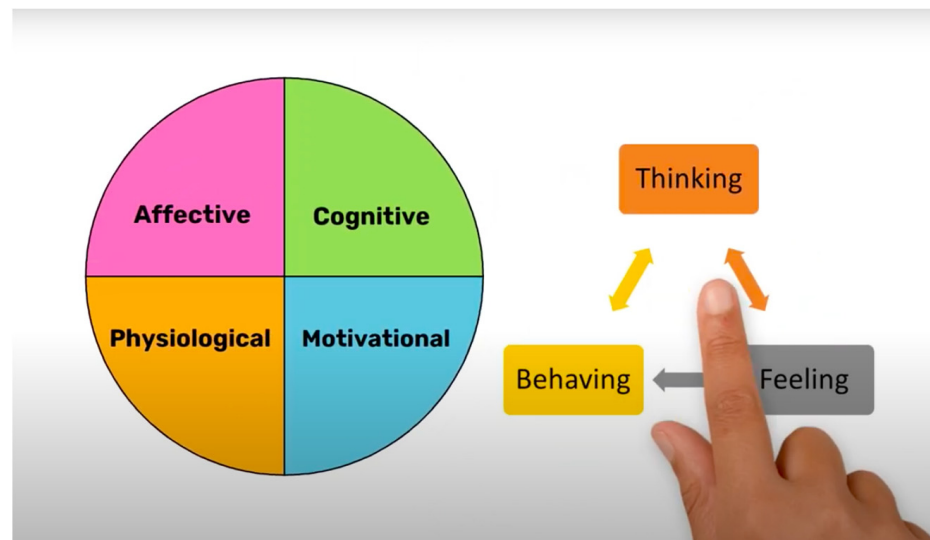 Affective
Cognitive
Physiological
Motivational
Thinking
Behaving
Feeling